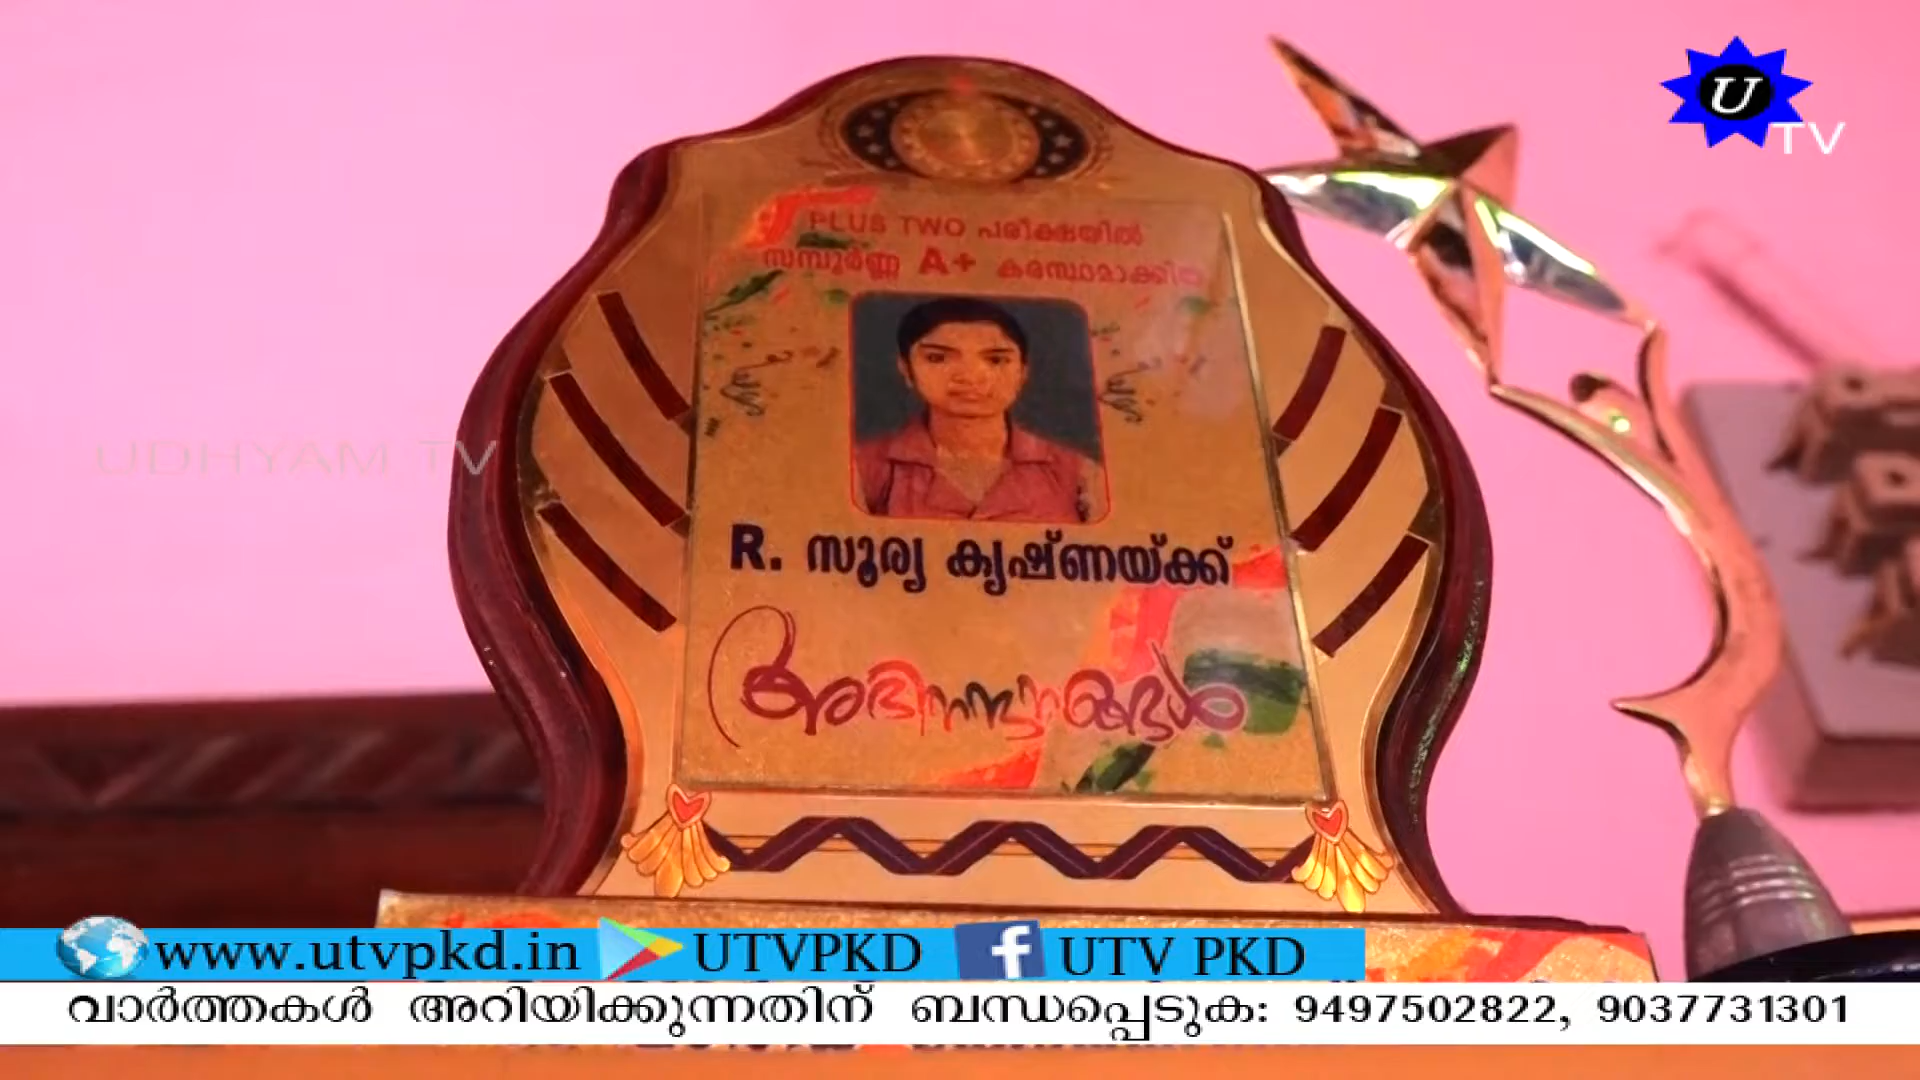 U
TV
PLUS TWO പരീക്ഷയിൽ
സമ്പൂർണ്ണ A+ കരസ്ഥമാക്കിയ
UDHYAM TV
R. സൂര്യ കൃഷ്ണയ്ക്ക്
അഭിനന്ദനങ്ങൾ
www.utvpkd.in UTVPKD UTV PKD
വാർത്തകൾ അറിയിക്കുന്നതിന് ബന്ധപ്പെടുക: 9497502822, 9037731301